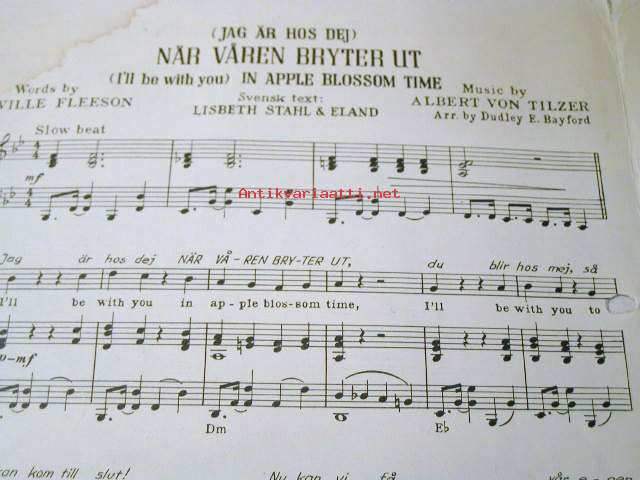 (JAG ÄR HOS DEJ)
NÄR VÅREN BRYTER UT
(I'll be with you) IN APPLE BLOSSOM TIME
Words by
VILLE FLEESON
Svensk text:
LISBETH STAHL & ELAND
Music by
ALBERT VON TILZER
Arr. by Dudley E. Bayford
Slow beat
mf
Antikvariaatti.net
Jag är hos dej NÄR VÅ-REN BRY-TER UT, du blir hos mej, så
I'll be with you in ap-ple blos-som time, I'll be with you to
p-mf
Dm Eb
kan kom till slut! Nu kan vi få vår e-gen